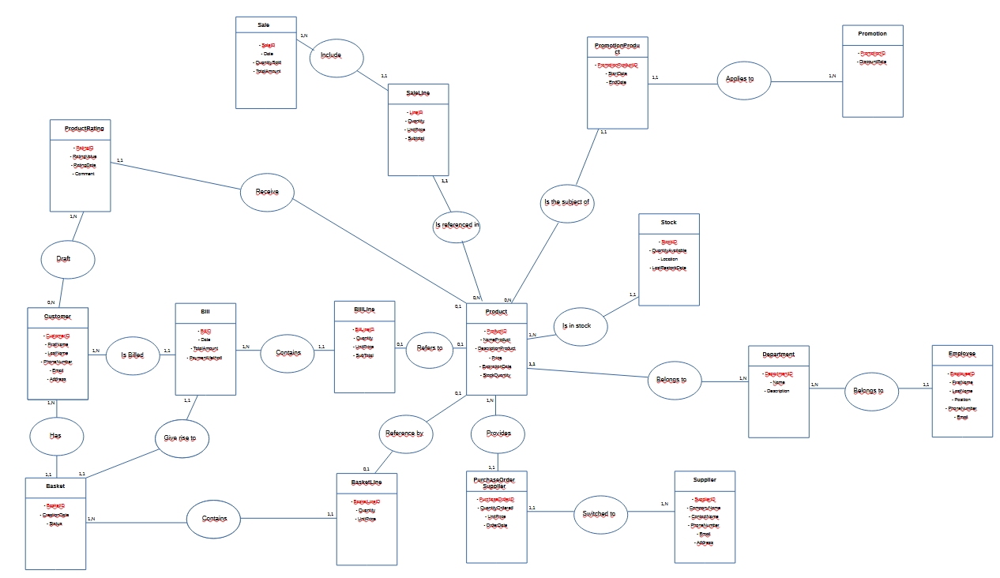 Sale
- SaleID
- Date
- QuantitySold
- TotalAmount
1,N
Include
1,1
SaleLine
- LineID
- Quantity
- UnitPrice
- Subtotal
1,1
Is referenced in
0,N
PromotionProdu
ct
- PromotionProductID
- StartDate
- EndDate
1,1
Applies to
1,N
Promotion
- PromotionID
- DiscountRate
1,1
Is the subject of
0,N
ProductRating
- RatingID
- RatingValue
- RatingDate
- Comment
1,1
Receive
0,1
1,N
Draft
0,N
Stock
- StockID
- QuantityAvailable
- Location
- LastRestockDate
1,1
Is in stock
1,N
Customer
- CustomerID
- FirstName
- LastName
- PhoneNumber
- Email
- Address
1,N
Is Billed
1,1
Bill
- BillID
- Date
- TotalAmount
- PaymentMethod
1,N
Contains
1,1
BillLine
- BillLineID
- Quantity
- UnitPrice
- SubTotal
0,1
Refers to
0,1
Product
- ProductID
- NameProduct
- DescriptionProduct
- Price
- ExpirationDate
- StockQuantity
1,1
Belongs to
1,N
Department
- DepartmentID
- Name
- Description
1,N
Belongs to
1,1
Employee
- EmployeeID
- FirstName
- LastName
- Position
- PhoneNumber
- Email
1,N
Has
1,1
1,1
Give rise to
1,1
0,1
Reference by
0,1
1,N
Provides
1,1
Basket
- BasketID
- CreationDate
- Status
1,N
Contains
1,1
BasketLine
- BasketLineID
- Quantity
- UnitPrice
PurchaseOrder
Supplier
- PurchaseOrderID
- QuantityOrdered
- UnitPrice
- OrderDate
1,1
Switched to
1,N
Supplier
- SupplierID
- CompanyName
- ContactName
- PhoneNumber
- Email
- Address